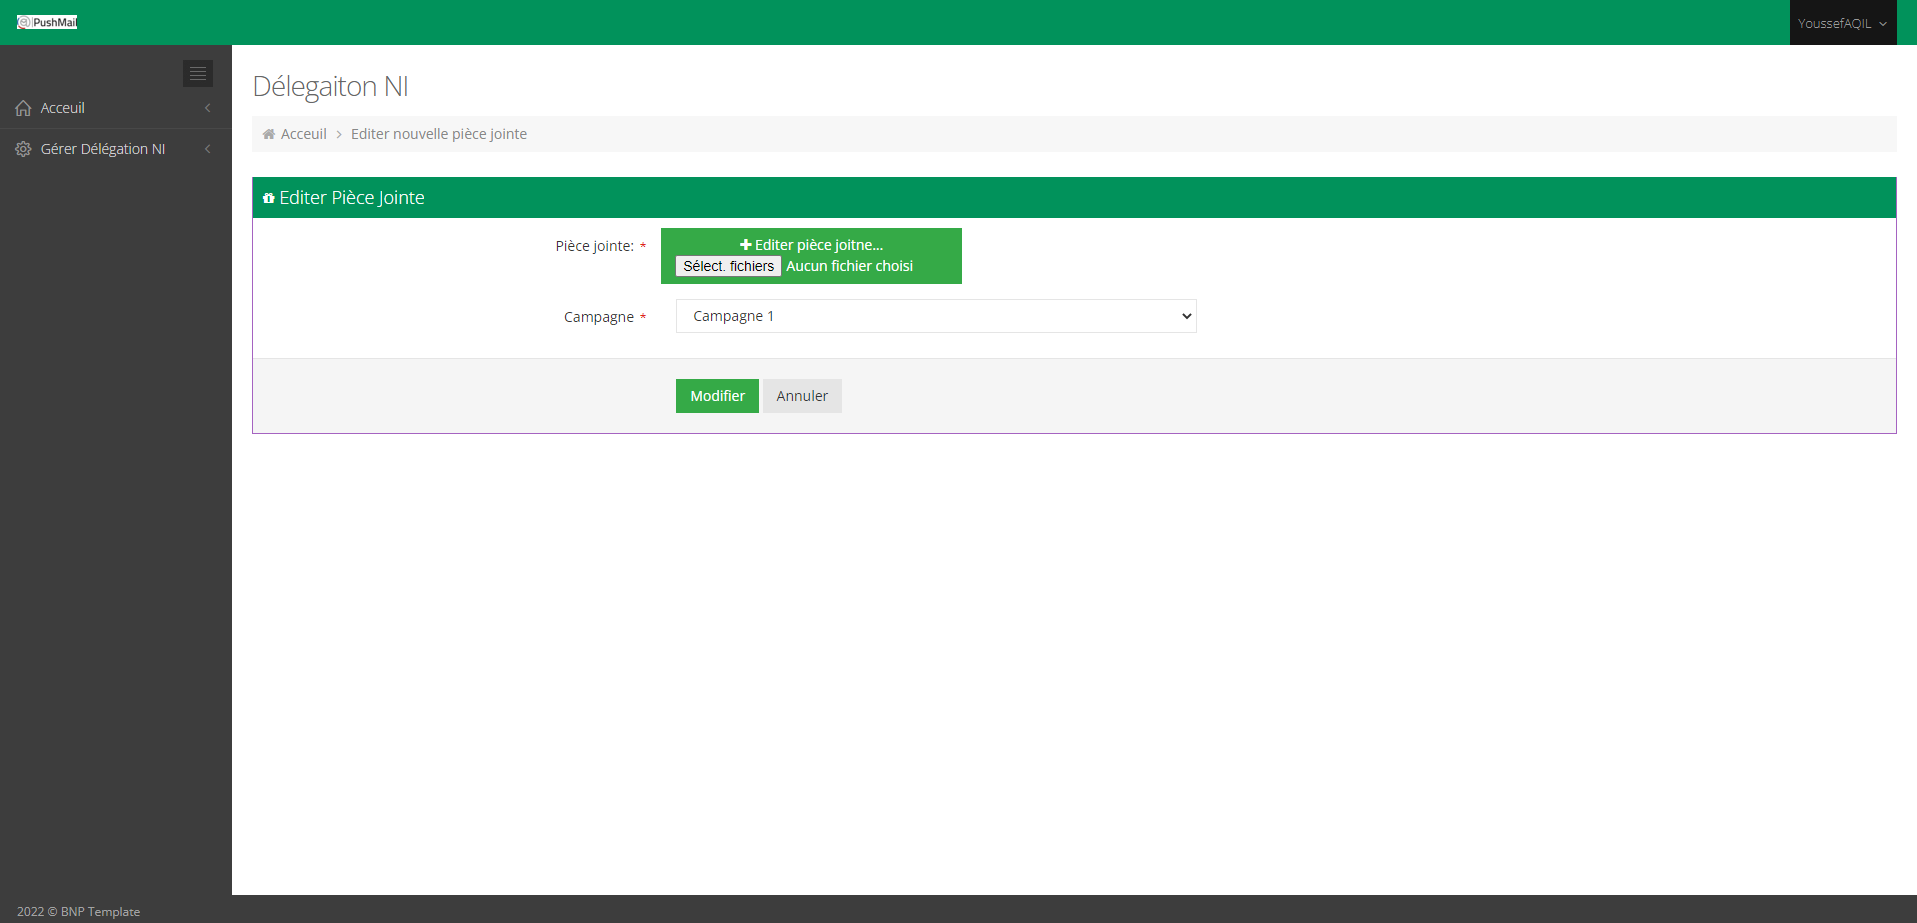 @PushMail
YoussefAQIL
Acceuil
Gérer Délégation NI
Délegaiton NI
Acceuil > Editer nouvelle pièce jointe
Editer Pièce Jointe
Pièce jointe: *
Editer pièce joitne...
Sélect. fichiers Aucun fichier choisi
Campagne *
Campagne 1
Modifier
Annuler
2022 © BNP Template